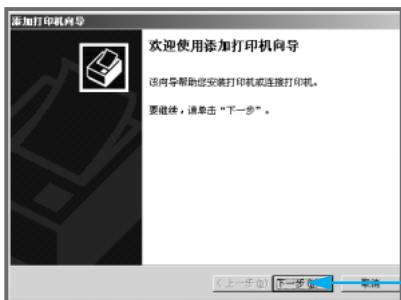 添加打印机向导
欢迎使用添加打印机向导
该向导帮助您安装打印机或连接打印机。
要继续，请单击“下一步”。
<上一步(B) 下一步 取消